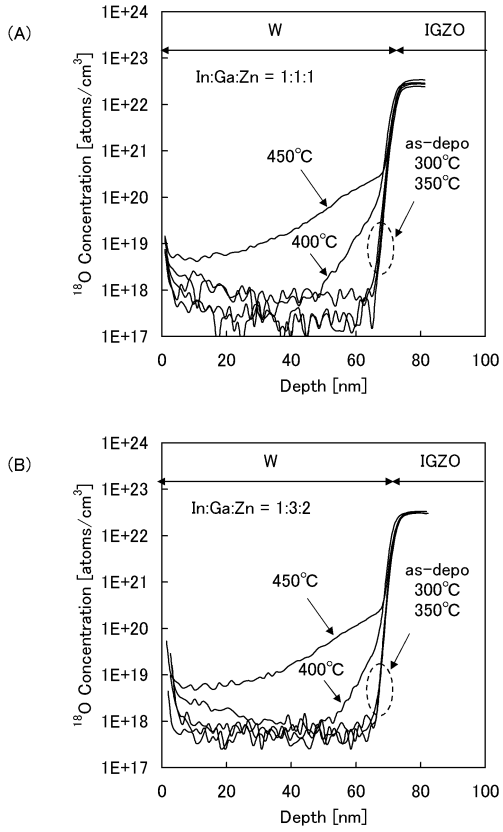 (A)
1E+24
1E+23
1E+22
1E+21
1E+20
1E+19
1E+18
1E+17
¹⁸O Concentration [atoms/cm³]
W
IGZO
In:Ga:Zn = 1:1:1
450℃
400℃
as-depo
300℃
350℃
0 20 40 60 80 100
Depth [nm]
(B)
1E+24
1E+23
1E+22
1E+21
1E+20
1E+19
1E+18
1E+17
¹⁸O Concentration [atoms/cm³]
W
IGZO
In:Ga:Zn = 1:3:2
450℃
400℃
as-depo
300℃
350℃
0 20 40 60 80 100
Depth [nm]